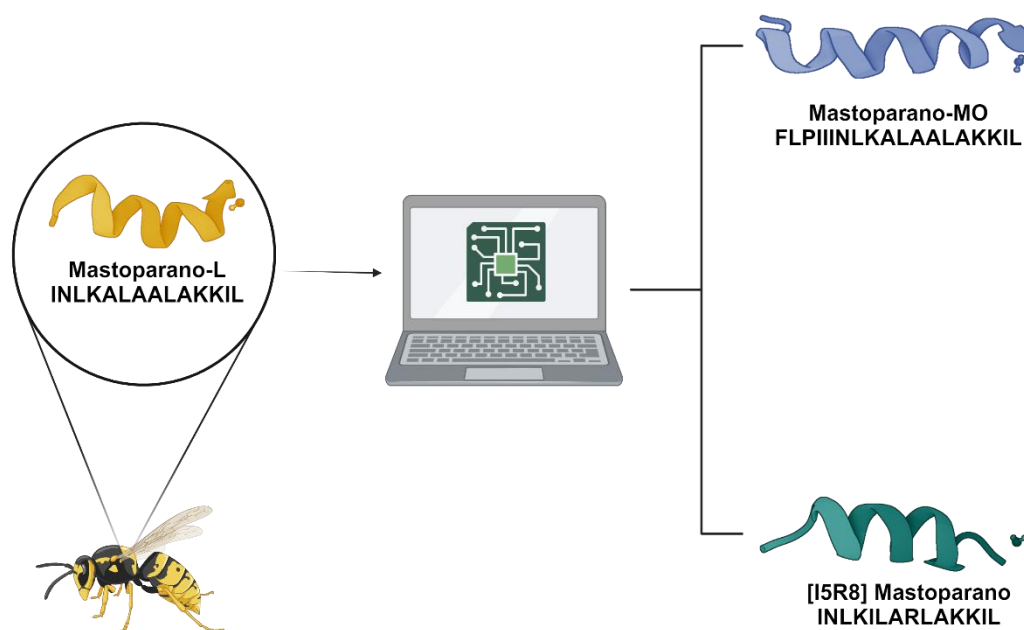 Mastoparano-MO
FLPIIINLKALAALAKKIL
Mastoparano-L
INLKALAALAKKIL
[I5R8] Mastoparano
INLKILARLAKKIL